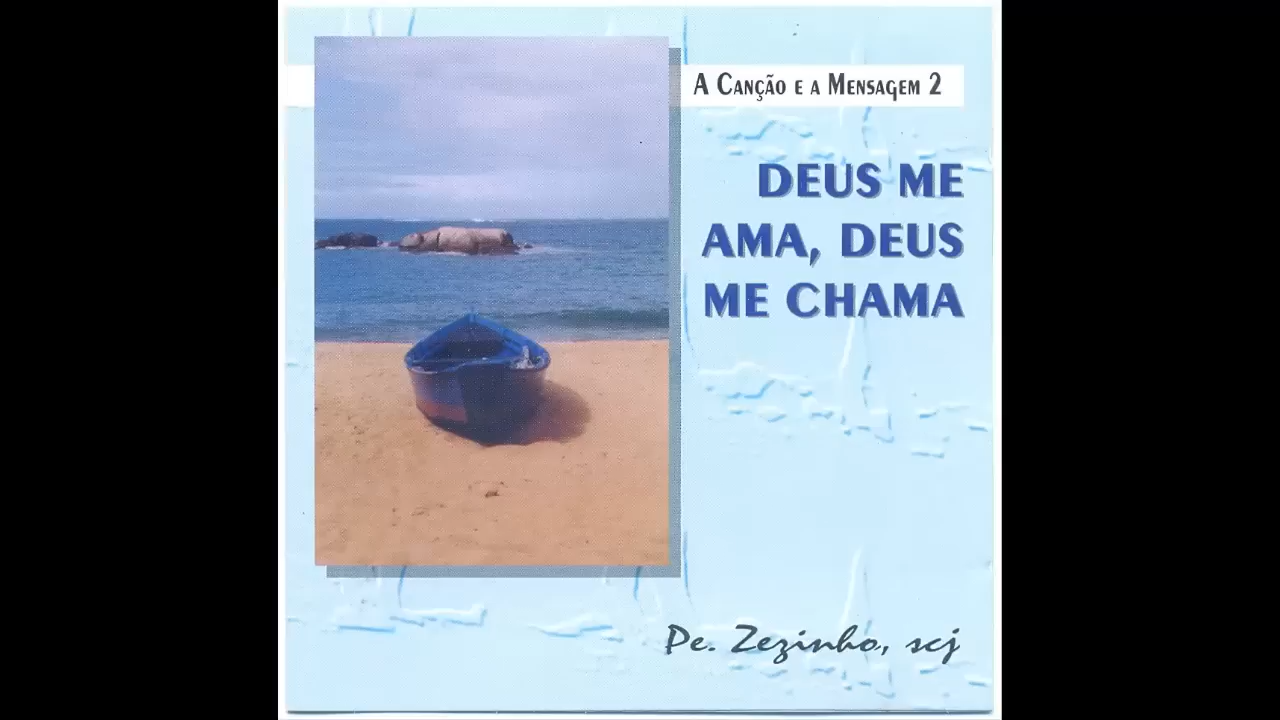 A Canção e a Mensagem 2
DEUS ME
AMA, DEUS
ME CHAMA
Pe. Zezinho, scj